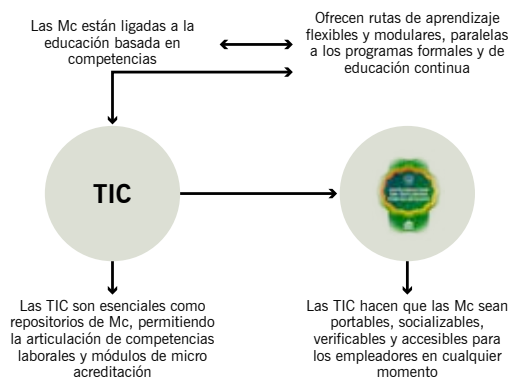 Las Mc están ligadas a la
educación basada en
competencias
Ofrecen rutas de aprendizaje
flexibles y modulares, paralelas
a los programas formales y de
educación continua
TIC
Las TIC son esenciales como
repositorios de Mc, permitiendo
la articulación de competencias
laborales y módulos de micro
acreditación
Las TIC hacen que las Mc sean
portables, socializables,
verificables y accesibles para
los empleadores en cualquier
momento